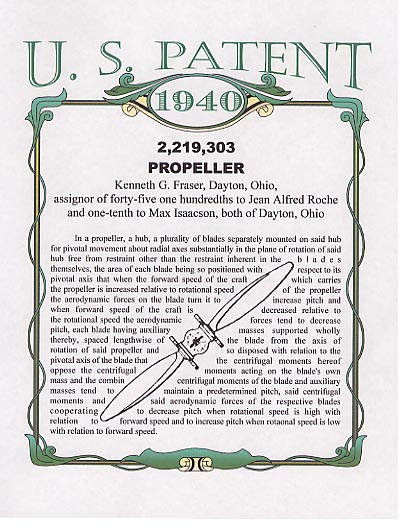 U. S. PATENT
1940
2,219,303
PROPELLER
Kenneth G. Fraser, Dayton, Ohio,
assignor of forty-five one hundredths to Jean Alfred Roche
and one-tenth to Max Isaacson, both of Dayton, Ohio
In a propeller, a hub, a plurality of blades separately mounted on said hub
for pivotal movement about radial axes substantially in the plane of rotation of said
hub free from restraint other than the restraint inherent in the blades
themselves, the area of each blade being so positioned with respect to its
pivotal axis that when the forward speed of the craft which carries
the propeller is increased relative to rotational speed of the propeller
the aerodynamic forces on the blade turn it to increase pitch and
when forward speed of the craft is decreased relative to
the rotational speed the aerodynamic forces tend to decrease
pitch, each blade having auxiliary masses supported wholly
thereby, spaced lengthwise of the blade from the axis of
rotation of said propeller and so disposed with relation to the
pivotal axis of the blade that the centrifugal moments hereof
oppose the centrifugal moments acting on the blade's own
mass and the combin centrifugal moments of the blade and auxiliary
masses tend to maintain a predetermined pitch, said centrifugal
moments and said aerodynamic forces of the respective blades
cooperating to decrease pitch when rotational speed is high with
relation to forward speed and to increase pitch when rotaonal speed is low
with relation to forward speed.